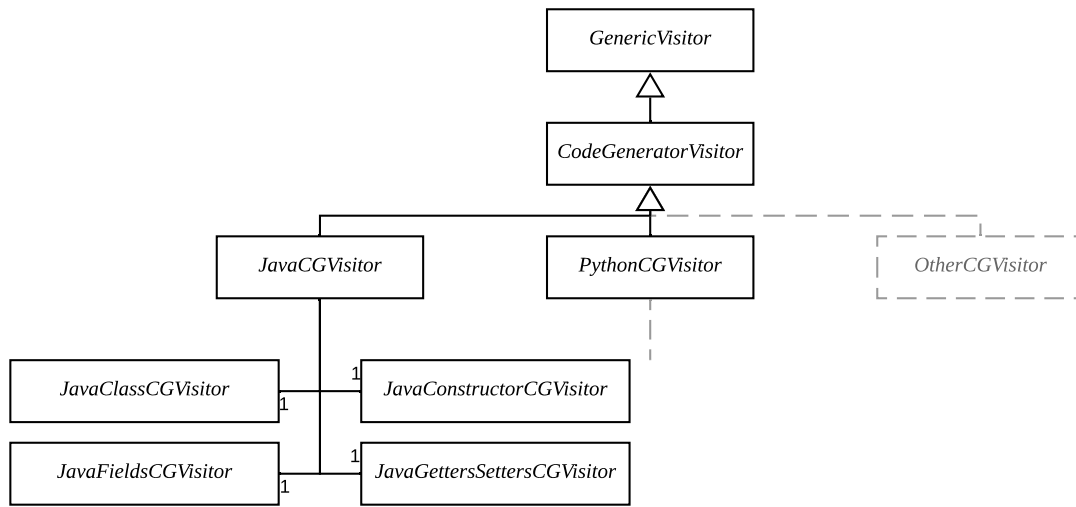 GenericVisitor
CodeGeneratorVisitor
JavaCGVisitor
PythonCGVisitor
OtherCGVisitor
JavaClassCGVisitor
1
1
JavaConstructorCGVisitor
JavaFieldsCGVisitor
1
1
JavaGettersSettersCGVisitor